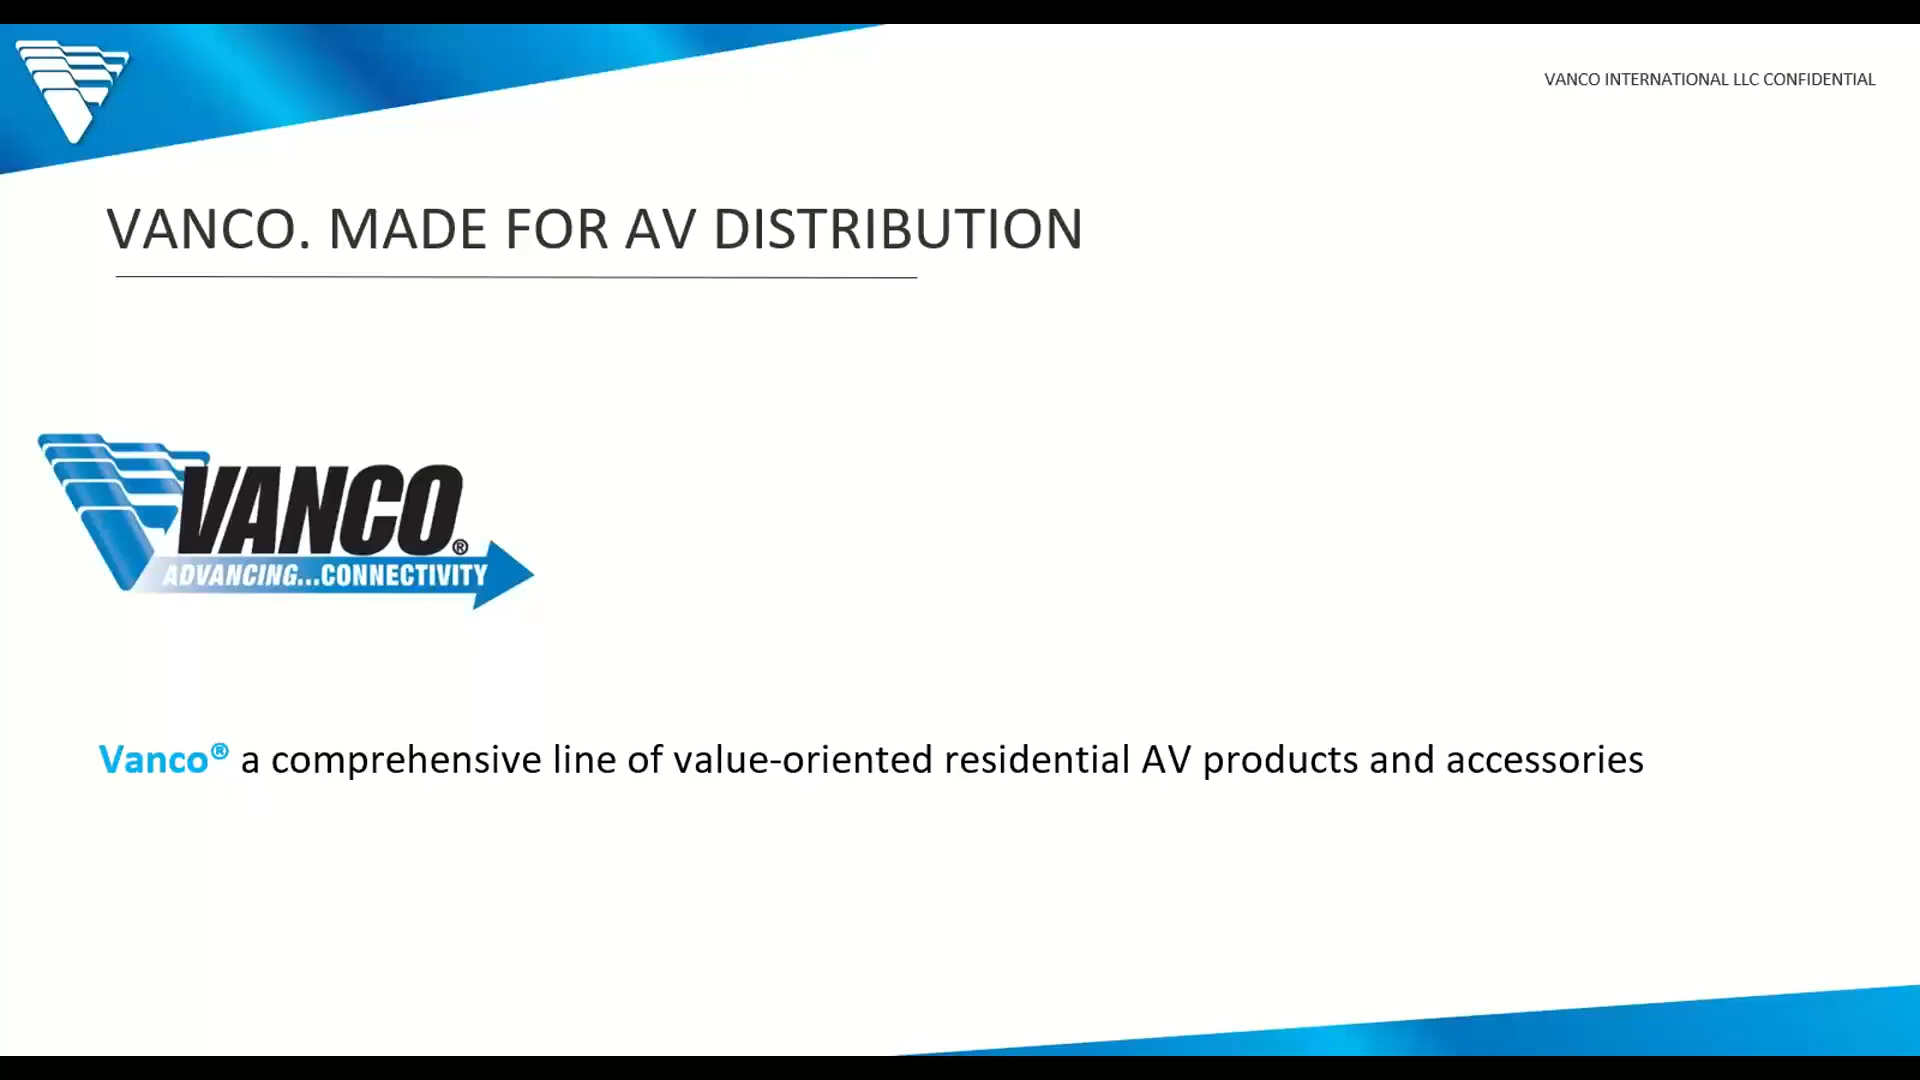 VANCO INTERNATIONAL LLC CONFIDENTIAL
VANCO. MADE FOR AV DISTRIBUTION
VANCO®
ADVANCING...CONNECTIVITY
Vanco® a comprehensive line of value-oriented residential AV products and accessories